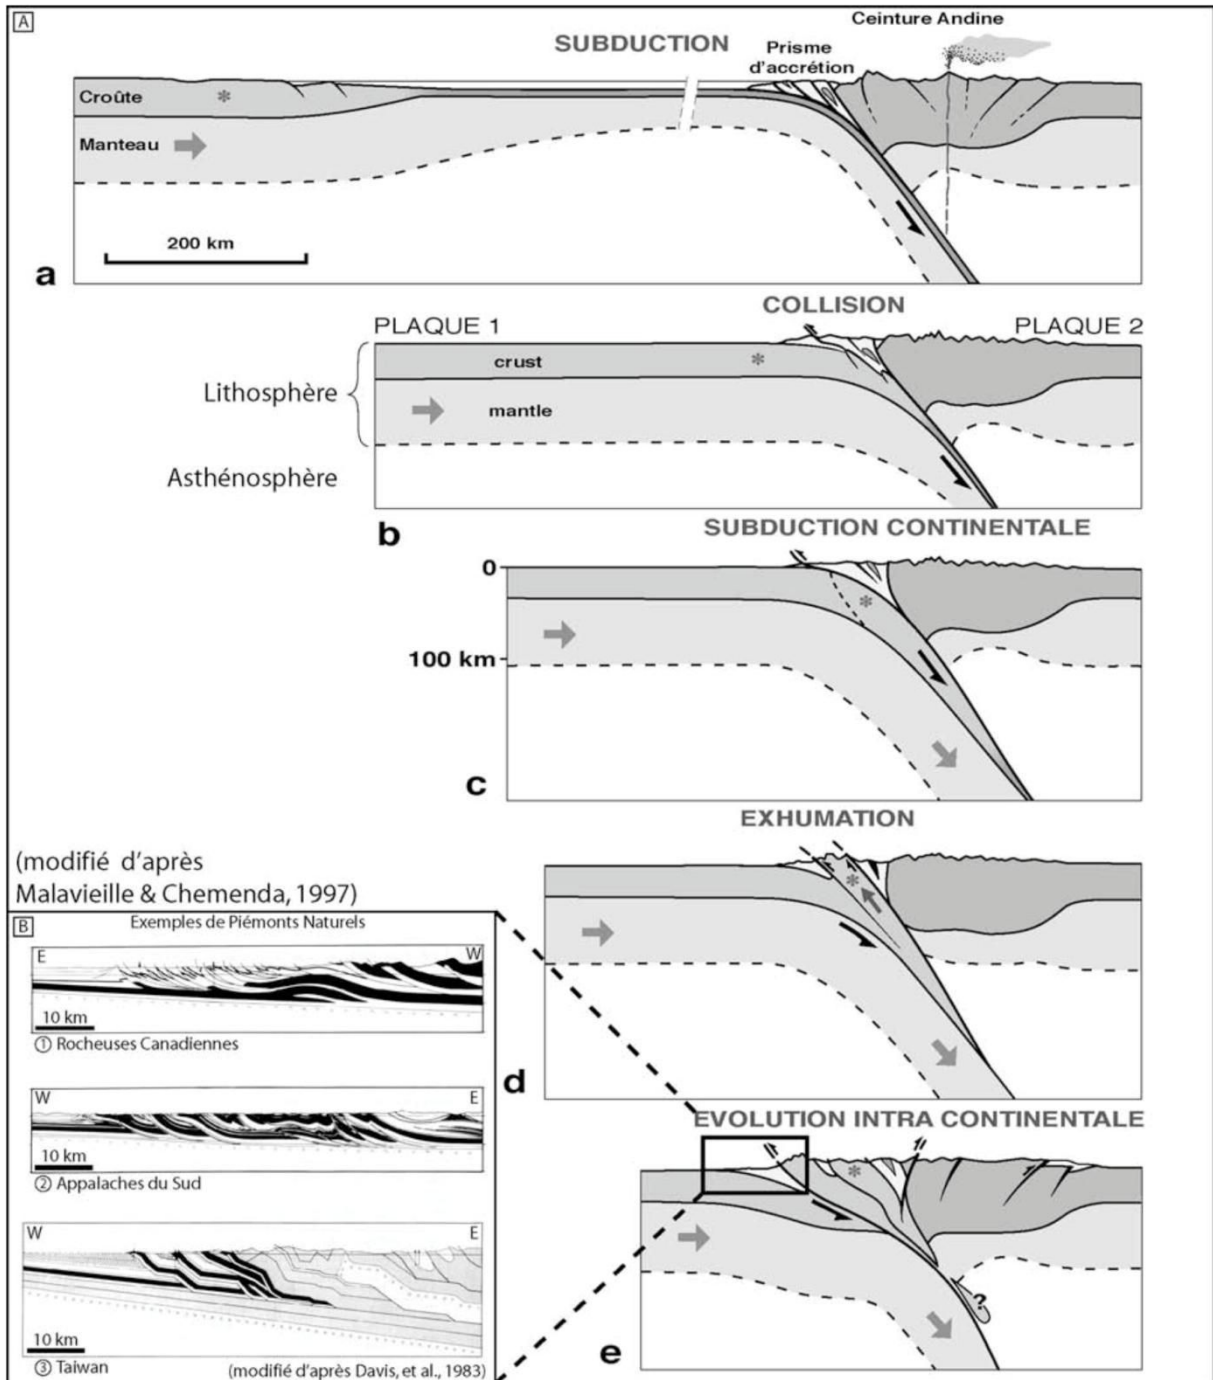 A
Ceinture Andine
SUBDUCTION
Prisme
d'accrétion
Croûte
*
Manteau
200 km
a
COLLISION
PLAQUE 1
PLAQUE 2
crust
*
Lithosphère
mantle
Asthénosphère
b
SUBDUCTION CONTINENTALE
0
*
100 km
c
EXHUMATION
*
(modifié d'après
Malavieille & Chemenda, 1997)
d
B
Exemples de Piémonts Naturels
E
W
10 km
① Rocheuses Canadiennes
W
E
10 km
② Appalaches du Sud
W
E
10 km
③ Taiwan
(modifié d'après Davis, et al., 1983)
EVOLUTION INTRA CONTINENTALE
*
?
e